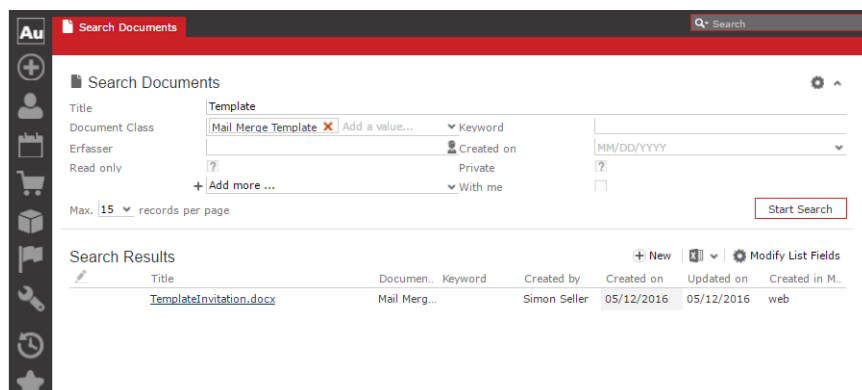 Au Search Documents Search
Search Documents
Title Template
Document Class Mail Merge Template Add a value... Keyword
Erfasser Created on MM/DD/YYYY
Read only ? Private ?
+ Add more ... With me
Max. 15 records per page Start Search
Search Results + New Modify List Fields
Title Documen.. Keyword Created by Created on Updated on Created in M..
TemplateInvitation.docx Mail Merg... Simon Seller 05/12/2016 05/12/2016 web